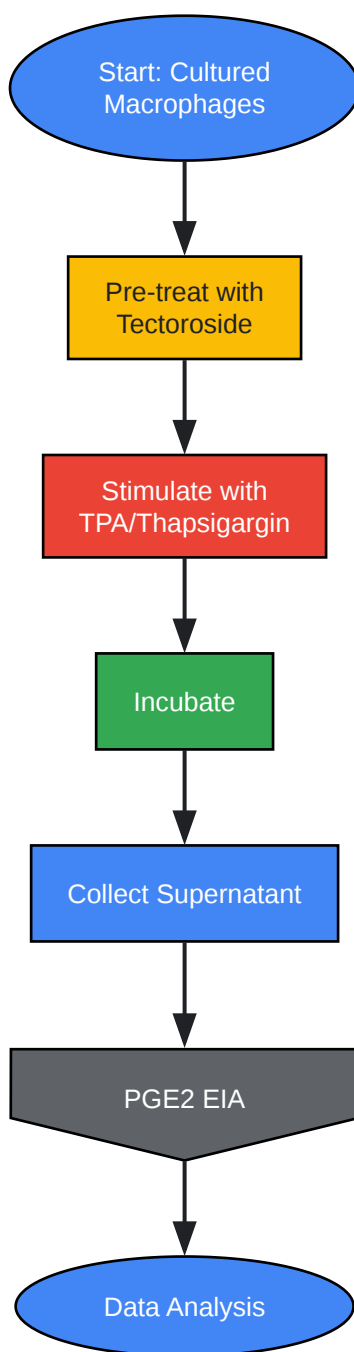 Start: Cultured
Macrophages
Pre-treat with
Tectoroside
Stimulate with
TPA/Thapsigargin
Incubate
Collect Supernatant
PGE2 EIA
Data Analysis